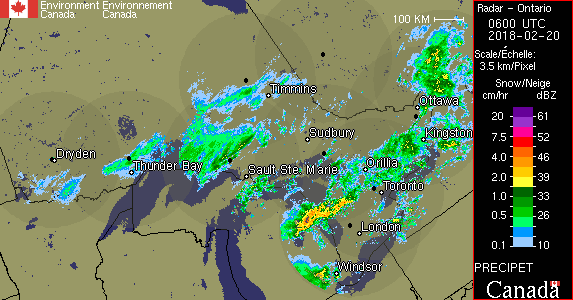 Environment Environnement
Canada Canada
100 KM
Timmins
Ottawa
Sudbury
Kingston
Dryden
Thunder Bay
Sault Ste. Marie
Orillia
Toronto
London
Windsor
Radar - Ontario
0600 UTC
2018-02-20
Scale/Échelle:
3.5 km/Pixel
Snow/Neige
cm/hr dBZ
20 61
7.5 57
5.5 52
4.0 46
2.0 39
1.0 33
0.5 26
0.1 10
PRECIPET
Canada